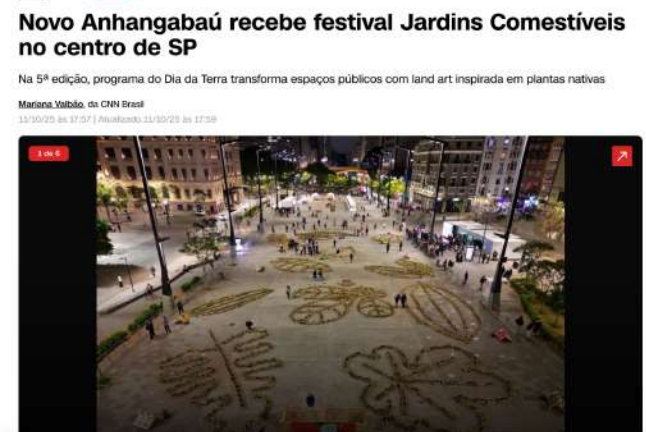 Novo Anhangabaú recebe festival Jardins Comestíveis
no centro de SP
Na 5ª edição, programa do Dia da Terra transforma espaços públicos com land art inspirada em plantas nativas
Mariana Valbão, da CNN Brasil
11/10/25 às 17:57 | Atualizado 11/10/25 às 17:59
1 de 6